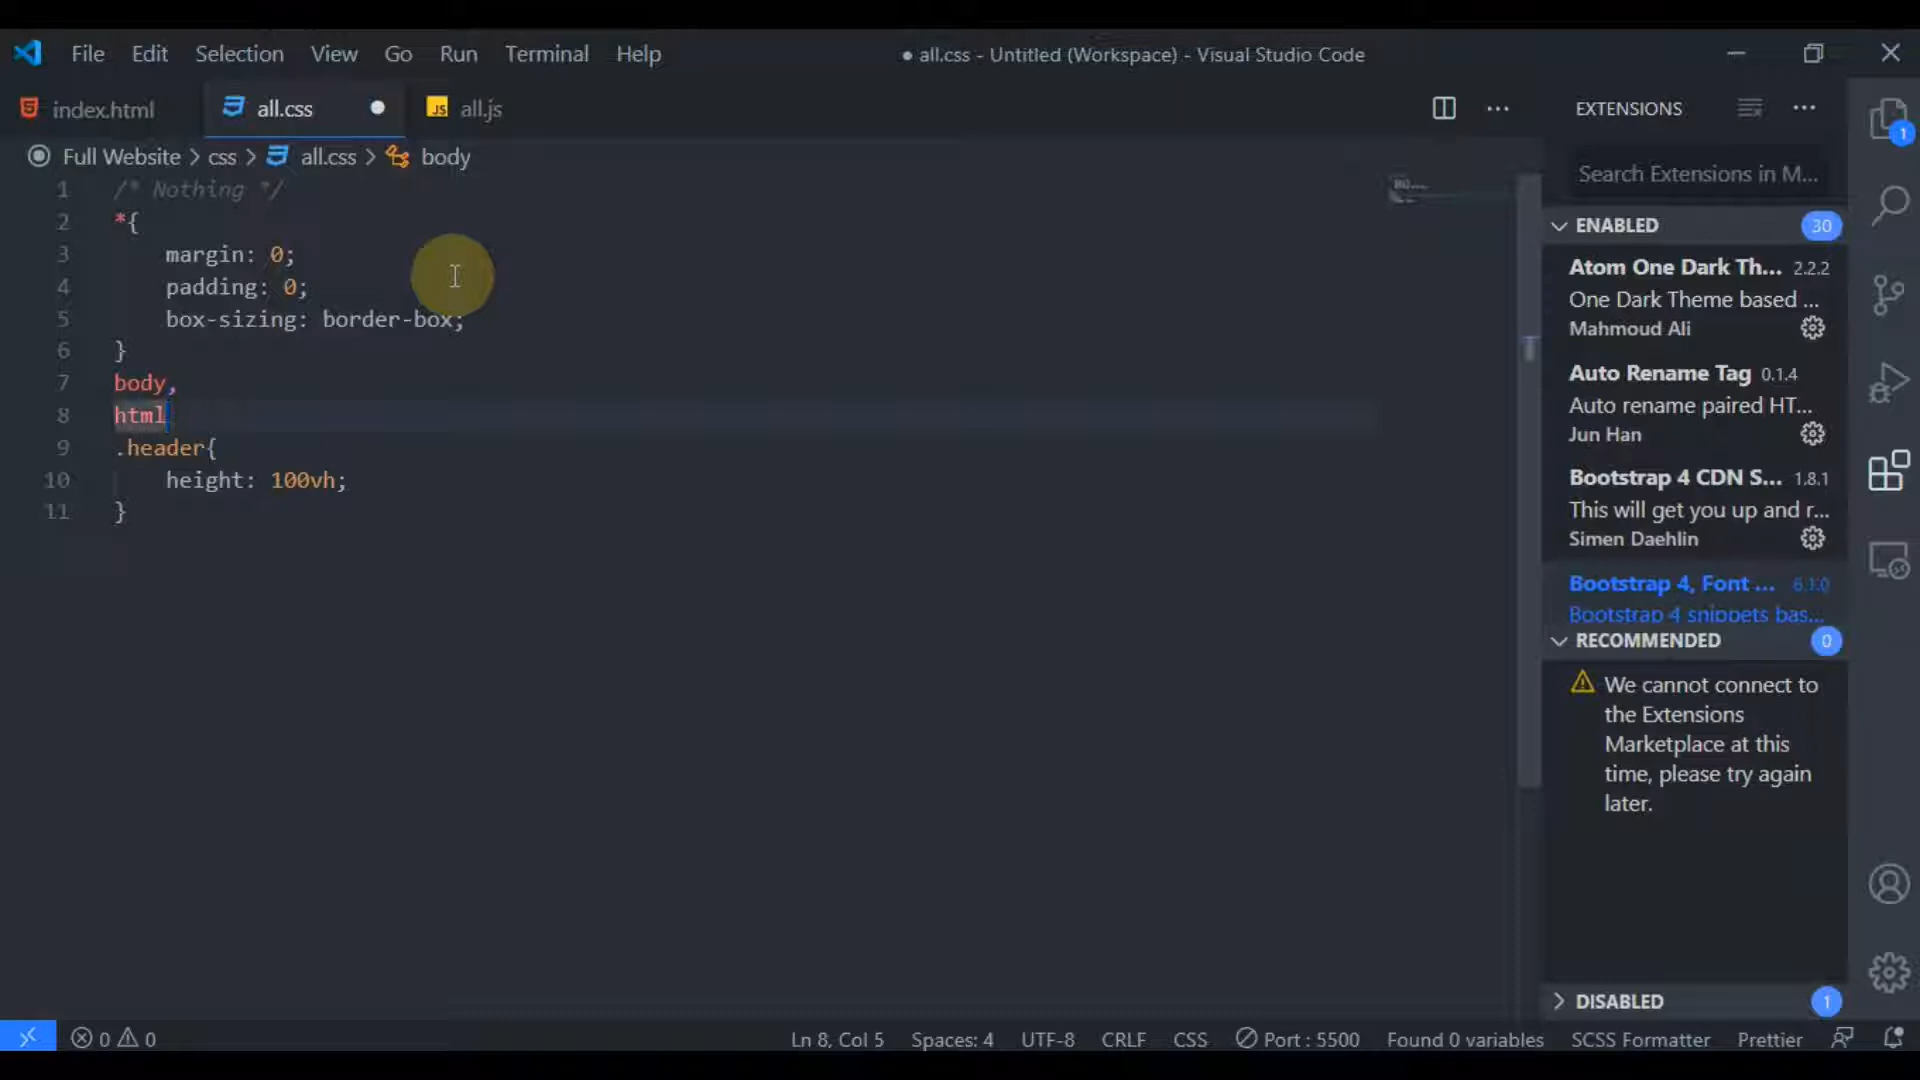 File Edit Selection View Go Run Terminal Help
● all.css - Untitled (Workspace) - Visual Studio Code
index.html
all.css
JS all.js
Full Website > css > all.css > body
1 /* Nothing */
2 *{
3 margin: 0;
4 padding: 0;
5 box-sizing: border-box;
6 }
7 body,
8 html
9 .header{
10 height: 100vh;
11 }
EXTENSIONS
Search Extensions in M...
ENABLED 30
Atom One Dark Th... 2.2.2
One Dark Theme based ...
Mahmoud Ali
Auto Rename Tag 0.1.4
Auto rename paired HT...
Jun Han
Bootstrap 4 CDN S... 1.8.1
This will get you up and r...
Simen Daehlin
Bootstrap 4, Font ... 6.1.0
Bootstrap 4 snippets bas...
RECOMMENDED 0
We cannot connect to
the Extensions
Marketplace at this
time, please try again
later.
DISABLED 1
1
0 0
Ln 8, Col 5 Spaces: 4 UTF-8 CRLF CSS Port : 5500 Found 0 variables SCSS Formatter Prettier